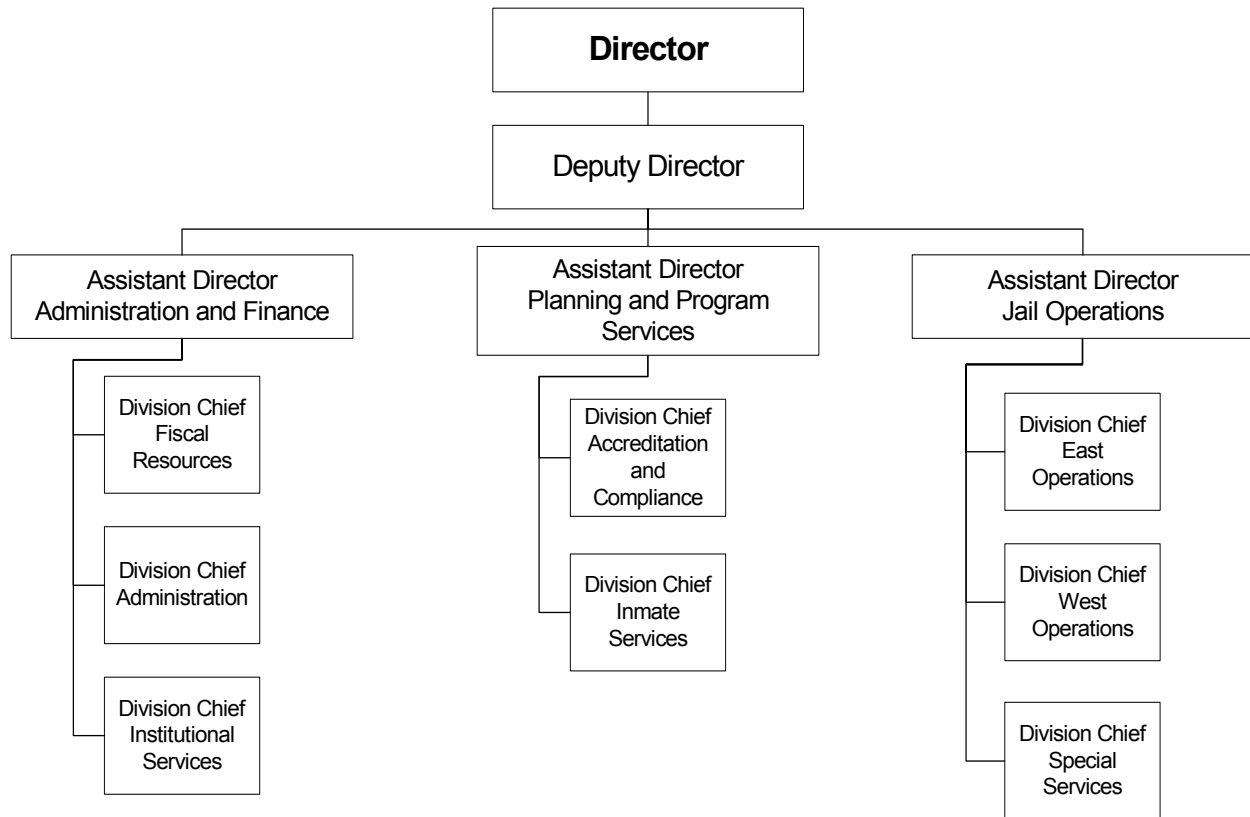 Director
Deputy Director
Assistant Director
Administration and Finance
Assistant Director
Planning and Program
Services
Assistant Director
Jail Operations
Division Chief
Fiscal
Resources
Division Chief
Administration
Division Chief
Institutional
Services
Division Chief
Accreditation
and
Compliance
Division Chief
Inmate
Services
Division Chief
East
Operations
Division Chief
West
Operations
Division Chief
Special
Services